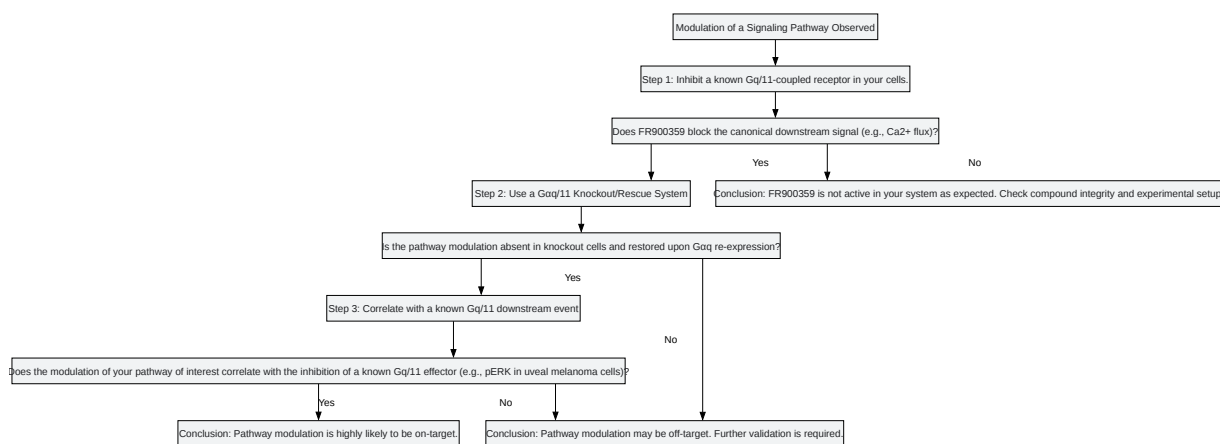 Modulation of a Signaling Pathway Observed
Step 1: Inhibit a known Gq/11-coupled receptor in your cells.
Does FR900359 block the canonical downstream signal (e.g., Ca2+ flux)?
Yes
No
Step 2: Use a Gαq/11 Knockout/Rescue System
Conclusion: FR900359 is not active in your system as expected. Check compound integrity and experimental setup.
Is the pathway modulation absent in knockout cells and restored upon Gαq re-expression?
Yes
Step 3: Correlate with a known Gq/11 downstream event
No
Does the modulation of your pathway of interest correlate with the inhibition of a known Gq/11 effector (e.g., pERK in uveal melanoma cells)?
Yes
No
Conclusion: Pathway modulation is highly likely to be on-target.
Conclusion: Pathway modulation may be off-target. Further validation is required.